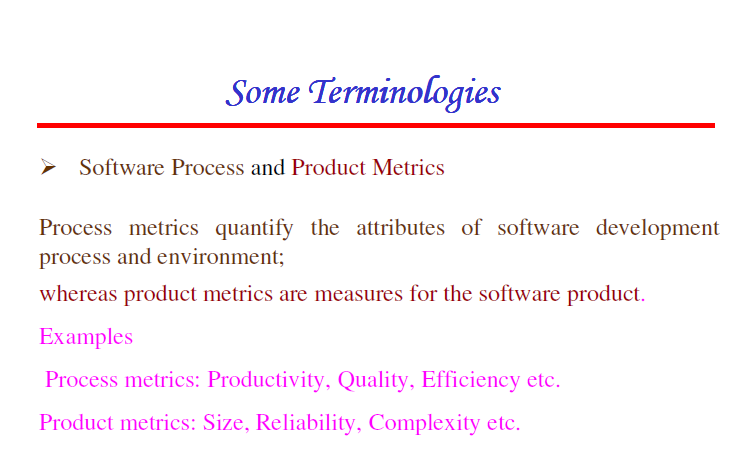 Some Terminologies
➢ Software Process and Product Metrics
Process metrics quantify the attributes of software development
process and environment;
whereas product metrics are measures for the software product.
Examples
Process metrics: Productivity, Quality, Efficiency etc.
Product metrics: Size, Reliability, Complexity etc.